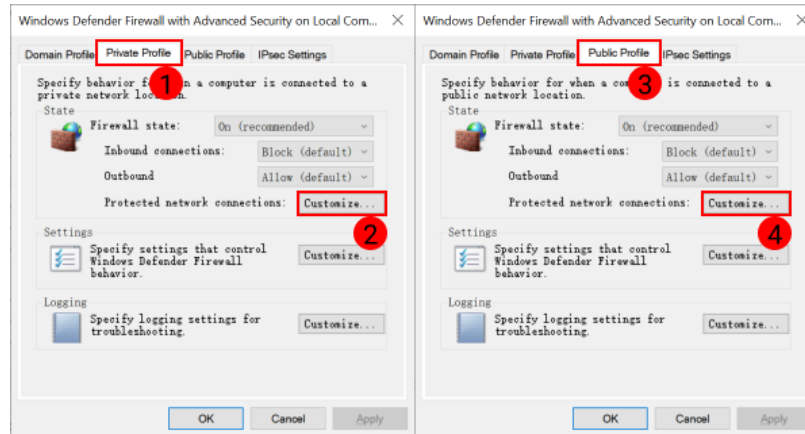 Windows Defender Firewall with Advanced Security on Local Com...
Domain Profile Private Profile Public Profile IPsec Settings
1
Specify behavior n a computer is connected to a
private network
State
Firewall state: On (recommended)
Inbound connections: Block (default)
Outbound Allow (default)
Protected network connections: Customize...
2
Settings
Specify settings that control
Windows Defender Firewall
behavior.
Customize...
Logging
Specify logging settings for
troubleshooting.
Customize...
OK Cancel Apply
Windows Defender Firewall with Advanced Security on Local Com...
Domain Profile Private Profile Public Profile IPsec Settings
3
Specify behavior for when a is connected to a
public network location.
State
Firewall state: On (recommended)
Inbound connections: Block (default)
Outbound Allow (default)
Protected network connections: Customize...
4
Settings
Specify settings that control
Windows Defender Firewall
behavior.
Customize...
Logging
Specify logging settings for
troubleshooting.
Customize...
OK Cancel Apply